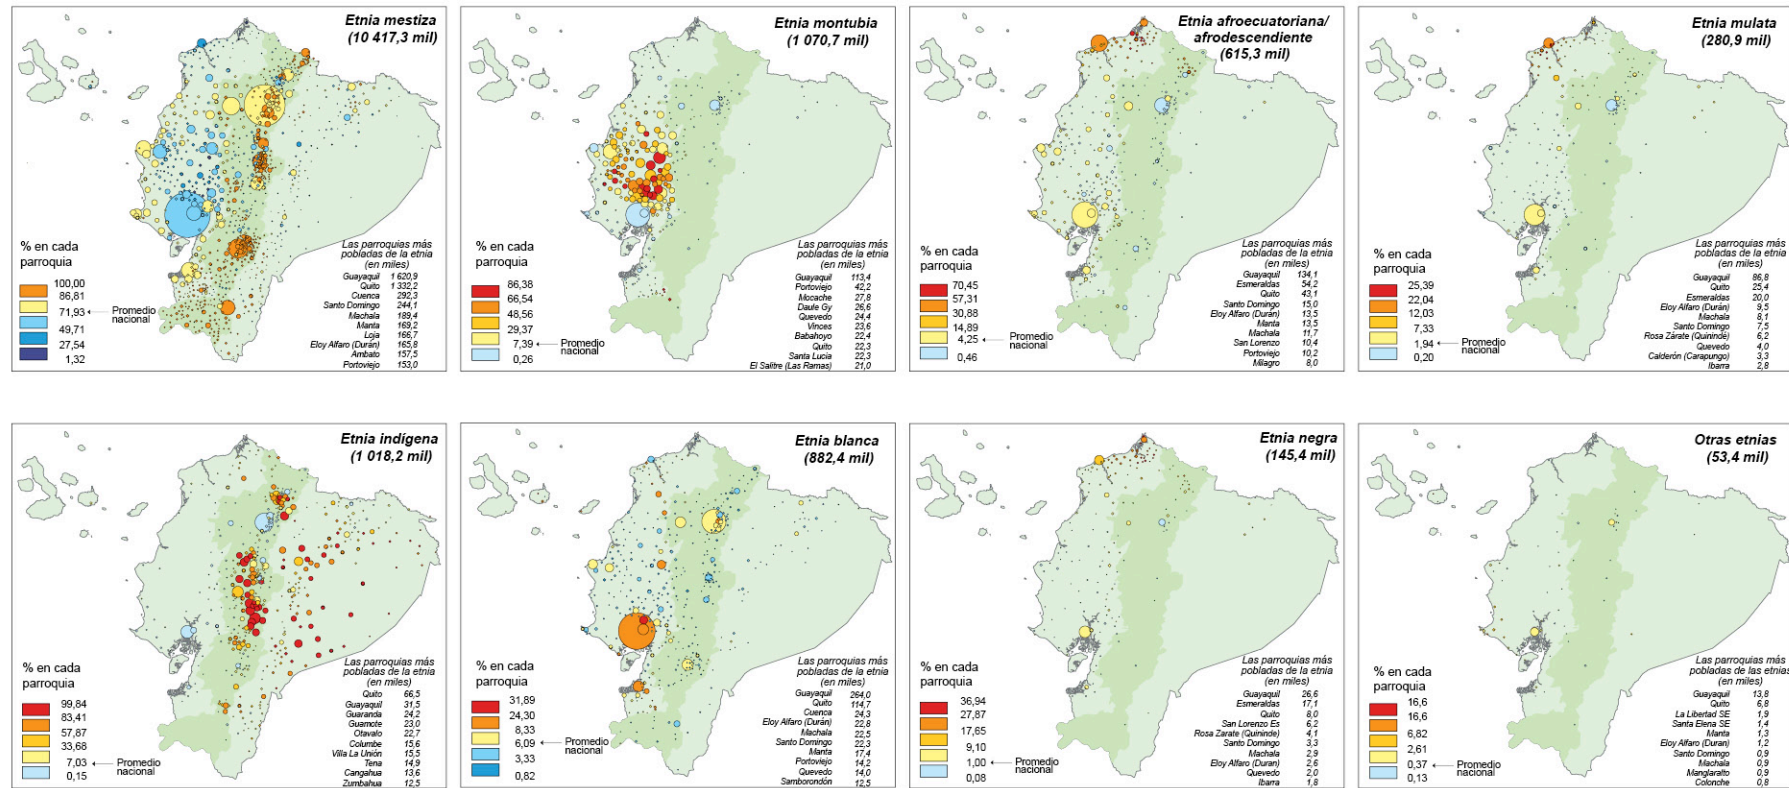 Etnia mestiza
(10 417,3 mil)
% en cada
parroquia
100,00
86,81
71,93
Promedio
nacional
49,71
27,54
1,32
Las parroquias más
pobladas de la etnia
(en miles)
Guayaquil 1 620,9
Quito 1 332,2
Cuenca 292,3
Santo Domingo 244,1
Machala 189,4
Manta 169,2
Loja 166,7
Eloy Alfaro (Durán) 165,8
Ambato 157,5
Portoviejo 153,0
Etnia montubia
(1 070,7 mil)
% en cada
parroquia
86,38
66,54
48,56
29,37
7,39
Promedio
nacional
0,26
Las parroquias más
pobladas de la etnia
(en miles)
Guayaquil 113,4
Portoviejo 42,2
Mocache 27,8
Daule Gy 26,6
Quevedo 24,4
Vinces 23,6
Babahoyo 22,4
Quito 22,3
Santa Lucia 22,3
El Salitre (Las Ramas) 21,0
Etnia afroecuatoriana/
afrodescendiente
(615,3 mil)
% en cada
parroquia
70,45
57,31
30,88
14,89
4,25
Promedio
nacional
0,46
Las parroquias más
pobladas de la etnia
(en miles)
Guayaquil 134,1
Esmeraldas 54,2
Quito 43,1
Santo Domingo 15,0
Eloy Alfaro (Durán) 13,5
Manta 13,5
Machala 11,7
San Lorenzo 10,4
Portoviejo 10,2
Milagro 8,0
Etnia mulata
(280,9 mil)
% en cada
parroquia
25,39
22,04
12,03
7,33
1,94
Promedio
nacional
0,20
Las parroquias más
pobladas de la etnia
(en miles)
Guayaquil 86,8
Quito 25,4
Esmeraldas 20,0
Eloy Alfaro (Durán) 9,5
Machala 8,1
Santo Domingo 7,5
Rosa Zárate (Quinindé) 6,2
Quevedo 4,0
Calderón (Carapungo) 3,3
Ibarra 2,8
Etnia indígena
(1 018,2 mil)
% en cada
parroquia
99,84
83,41
57,87
33,68
7,03
Promedio
nacional
0,15
Las parroquias más
pobladas de la etnia
(en miles)
Quito 66,5
Guayaquil 31,5
Guaranda 24,2
Guamote 23,0
Otavalo 22,7
Columbe 15,6
Villa La Unión 15,5
Tena 14,9
Cangahua 13,6
Zumbahua 12,5
Etnia blanca
(882,4 mil)
% en cada
parroquia
31,89
24,30
8,33
6,09
Promedio
nacional
3,33
0,82
Las parroquias más
pobladas de la etnia
(en miles)
Guayaquil 264,0
Quito 114,7
Cuenca 24,3
Eloy Alfaro (Durán) 22,8
Machala 22,5
Santo Domingo 22,3
Manta 17,4
Portoviejo 14,2
Quevedo 14,0
Samborondón 12,5
Etnia negra
(145,4 mil)
% en cada
parroquia
36,94
27,87
17,65
9,10
1,00
Promedio
nacional
0,08
Las parroquias más
pobladas de la etnia
(en miles)
Guayaquil 26,6
Esmeraldas 17,1
Quito 8,0
San Lorenzo Es 6,2
Rosa Zarate (Quininde) 4,1
Santo Domingo 3,3
Machala 2,9
Eloy Alfaro (Duran) 2,6
Quevedo 2,0
Ibarra 1,8
Otras etnias
(53,4 mil)
% en cada
parroquia
16,6
16,6
6,82
2,61
0,37
Promedio
nacional
0,13
Las parroquias más
pobladas de las etnias
(en miles)
Guayaquil 13,8
Quito 6,8
La Libertad SE 1,9
Santa Elena SE 1,4
Manta 1,3
Eloy Alfaro (Duran) 1,2
Santo Domingo 0,9
Machala 0,9
Manglaralto 0,9
Colonche 0,8